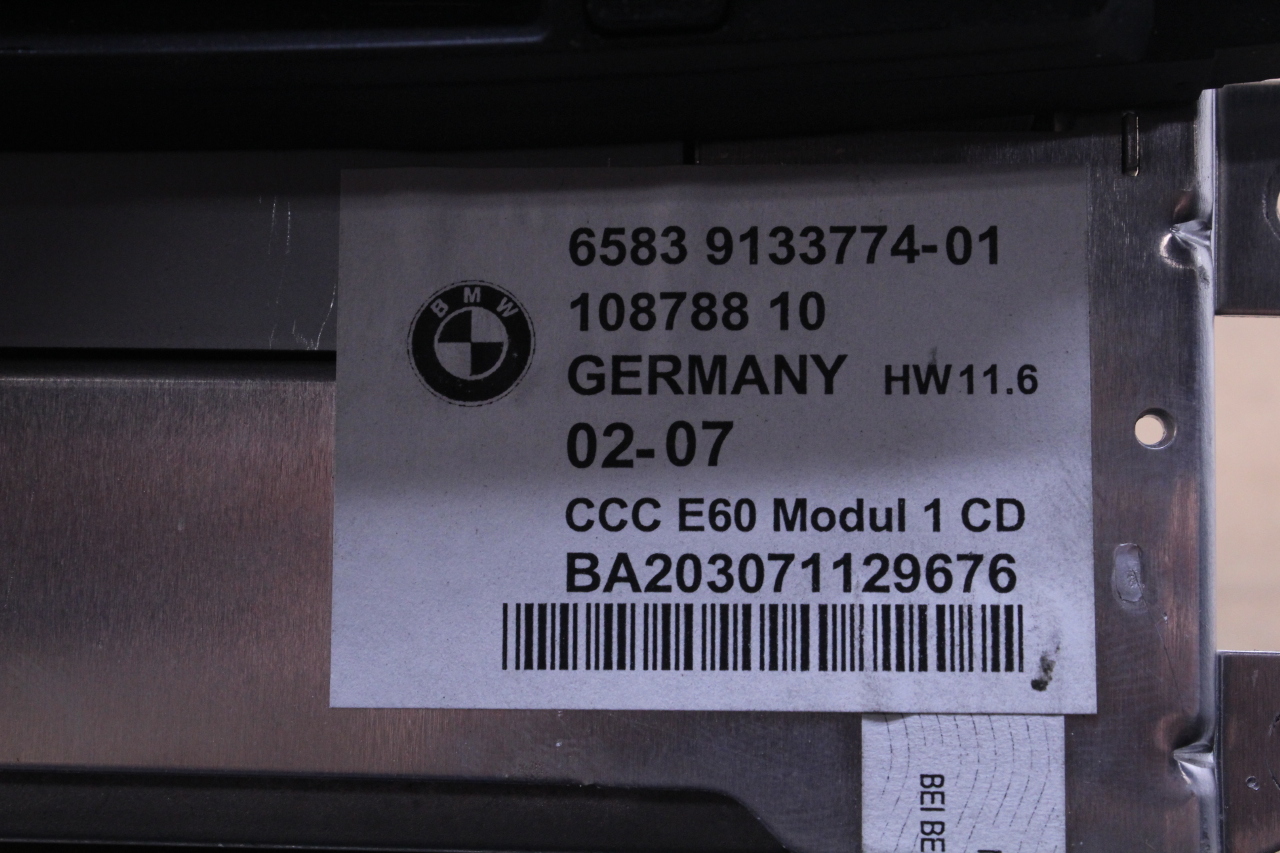 6583 9133774-01
BMW
108788 10
GERMANY HW11.6
02-07
CCC E60 Modul 1 CD
BA203071129676
BEI BE